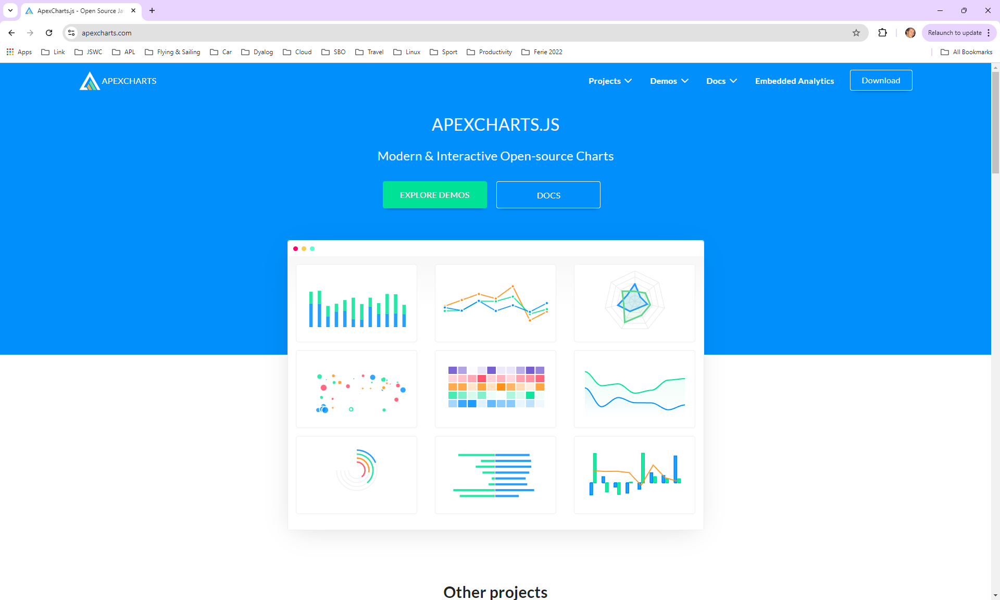 ApexCharts.js - Open Source Ja
apexcharts.com
Relaunch to update
Apps Link JSWC APL Flying & Sailing Car Dyalog Cloud SBO Travel Linux Sport Productivity Ferie 2022 All Bookmarks
APEXCHARTS Projects Demos Docs Embedded Analytics Download
APEXCHARTS.JS
Modern & Interactive Open-source Charts
EXPLORE DEMOS DOCS
Other projects